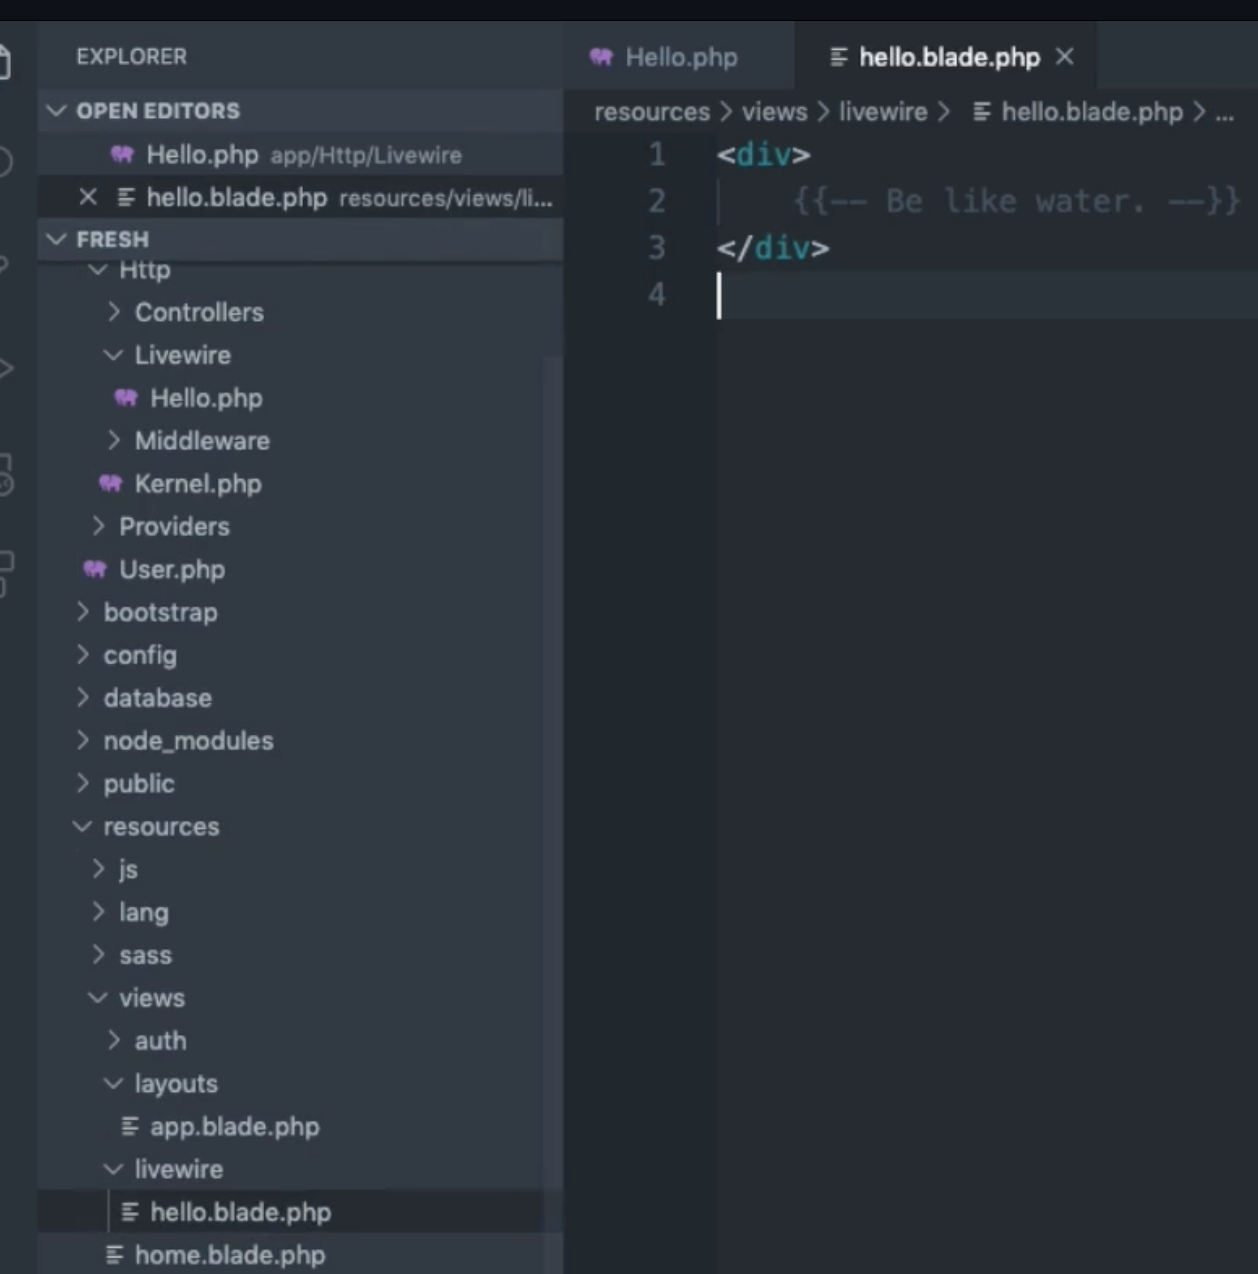 EXPLORER
OPEN EDITORS
Hello.php app/Http/Livewire
hello.blade.php resources/views/li...
FRESH
Http
Controllers
Livewire
Hello.php
Middleware
Kernel.php
Providers
User.php
bootstrap
config
database
node_modules
public
resources
js
lang
sass
views
auth
layouts
app.blade.php
livewire
hello.blade.php
home.blade.php
Hello.php
hello.blade.php
resources > views > livewire > hello.blade.php > ...
1 <div>
2 {{-- Be like water. --}}
3 </div>
4